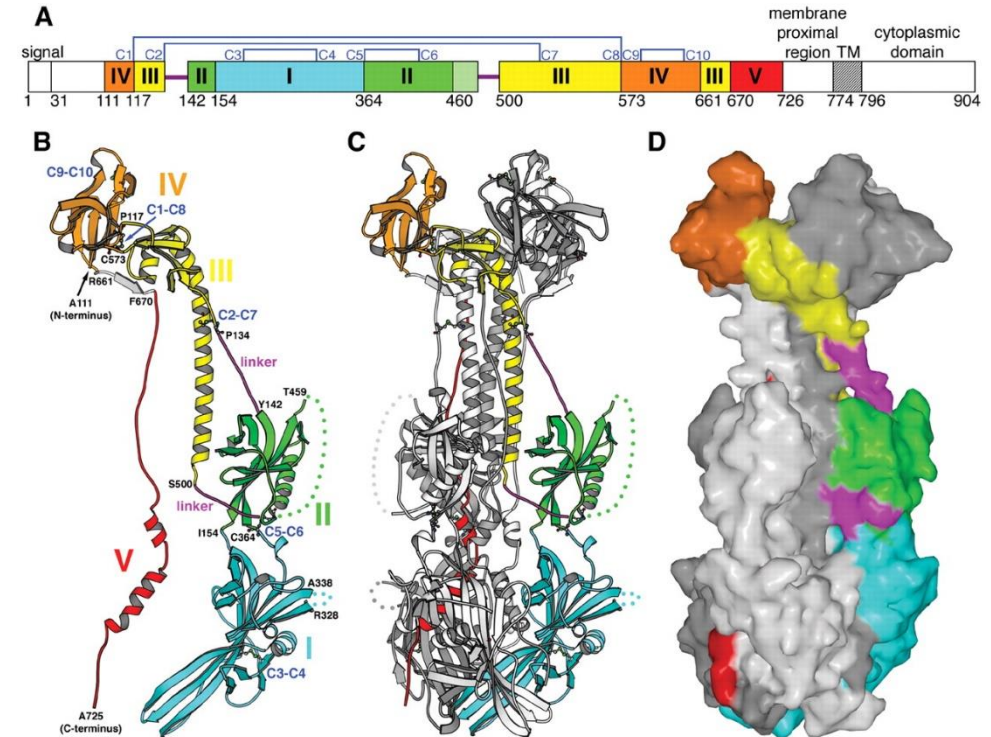 A
membrane
signal
C1
C2
C3
C4
C5
C6
C7
C8
C9
C10
proximal
region
TM
cytoplasmic
domain
IV
III
II
I
II
III
IV
III
V
1
31
111
117
142
154
364
460
500
573
661
670
726
774
796
904
B
C9-C10
IV
P117
C1-C8
C573
R661
III
A111
(N-terminus)
F670
C2-C7
P134
linker
T459
Y142
S500
linker
II
I154
C364
C5-C6
V
A338
R328
I
C3-C4
A725
(C-terminus)
C
D